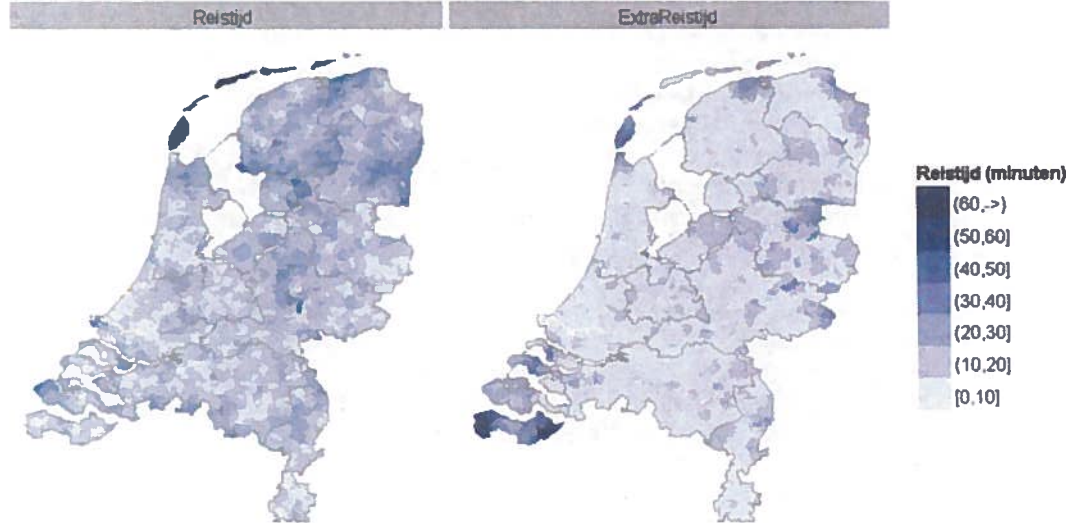 Reistijd
ExtraReistijd
Reistijd (minuten)
(60,->)
(50,60]
(40,50]
(30,40]
(20,30]
(10,20]
[0,10]